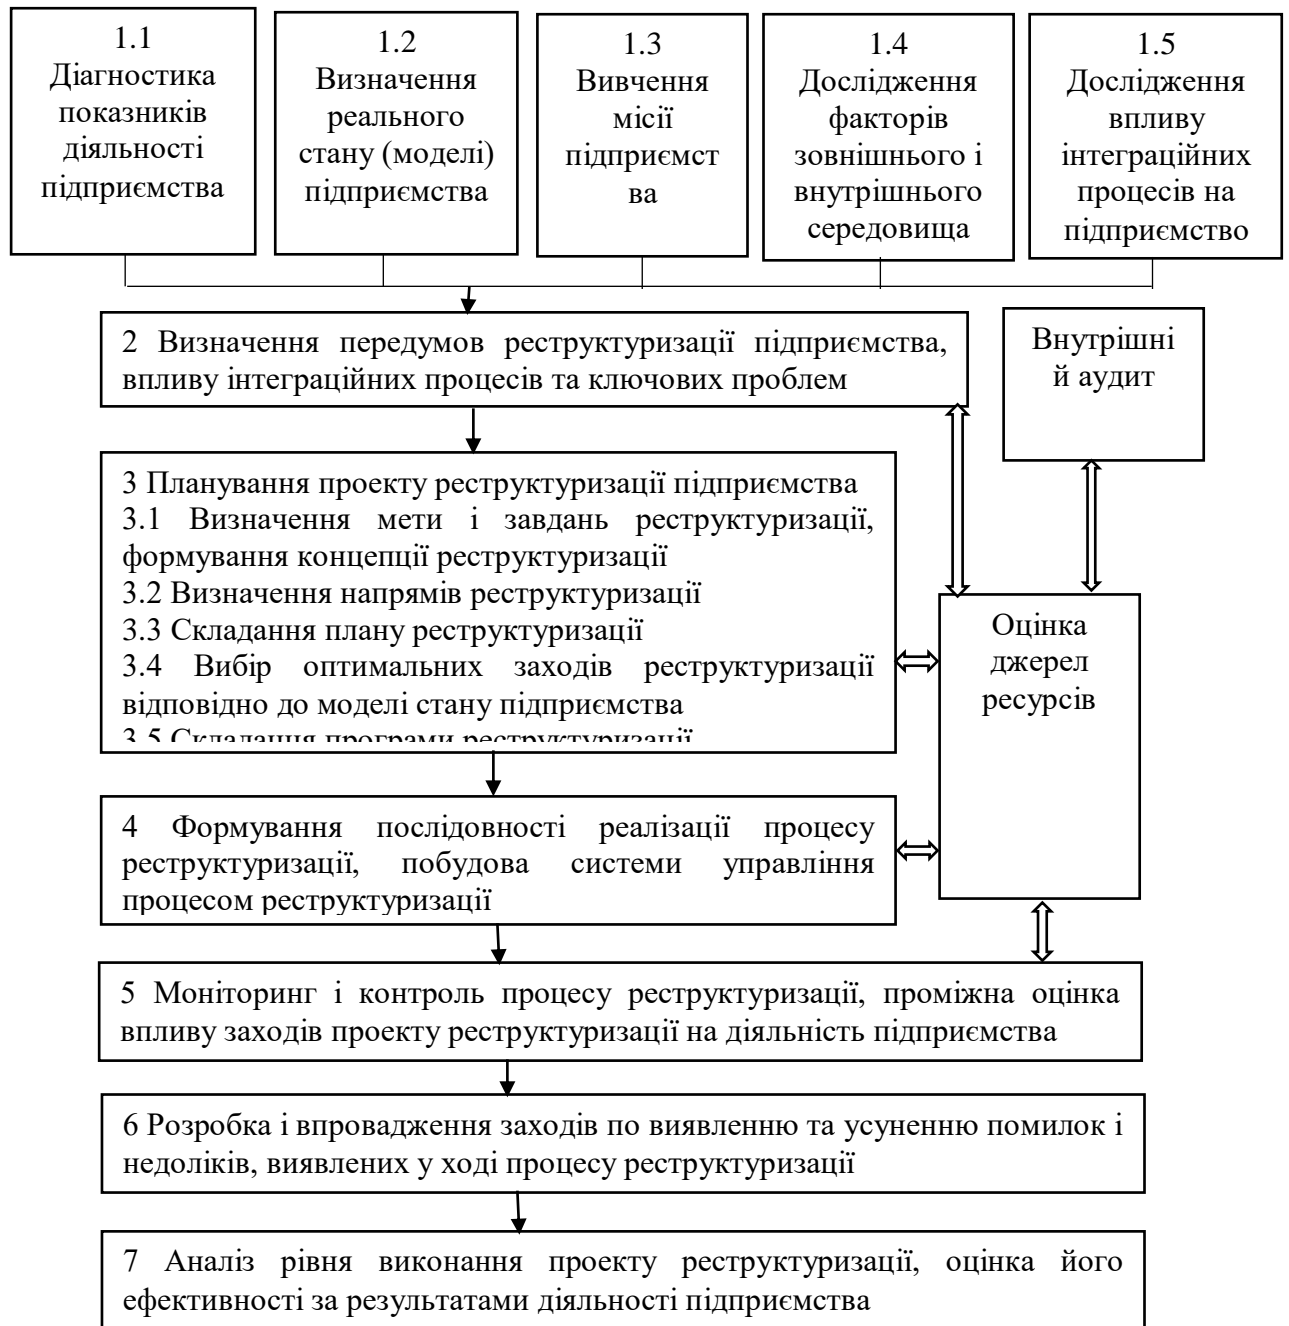 1.1
Діагностика
показників
діяльності
підприємства
1.2
Визначення
реального
стану (моделі)
підприємства
1.3
Вивчення
місії
підприємст
ва
1.4
Дослідження
факторів
зовнішнього і
внутрішнього
середовища
1.5
Дослідження
впливу
інтеграційних
процесів на
підприємство
2 Визначення передумов реструктуризації підприємства,
впливу інтеграційних процесів та ключових проблем
Внутрішні
й аудит
3 Планування проекту реструктуризації підприємства
3.1 Визначення мети і завдань реструктуризації,
формування концепції реструктуризації
3.2 Визначення напрямів реструктуризації
3.3 Складання плану реструктуризації
3.4 Вибір оптимальних заходів реструктуризації
відповідно до моделі стану підприємства
3.5 Складання програми реструктуризації
Оцінка
джерел
ресурсів
4 Формування послідовності реалізації процесу
реструктуризації, побудова системи управління
процесом реструктуризації
5 Моніторинг і контроль процесу реструктуризації, проміжна оцінка
впливу заходів проекту реструктуризації на діяльність підприємства
6 Розробка і впровадження заходів по виявленню та усуненню помилок і
недоліків, виявлених у ході процесу реструктуризації
7 Аналіз рівня виконання проекту реструктуризації, оцінка його
ефективності за результатами діяльності підприємства